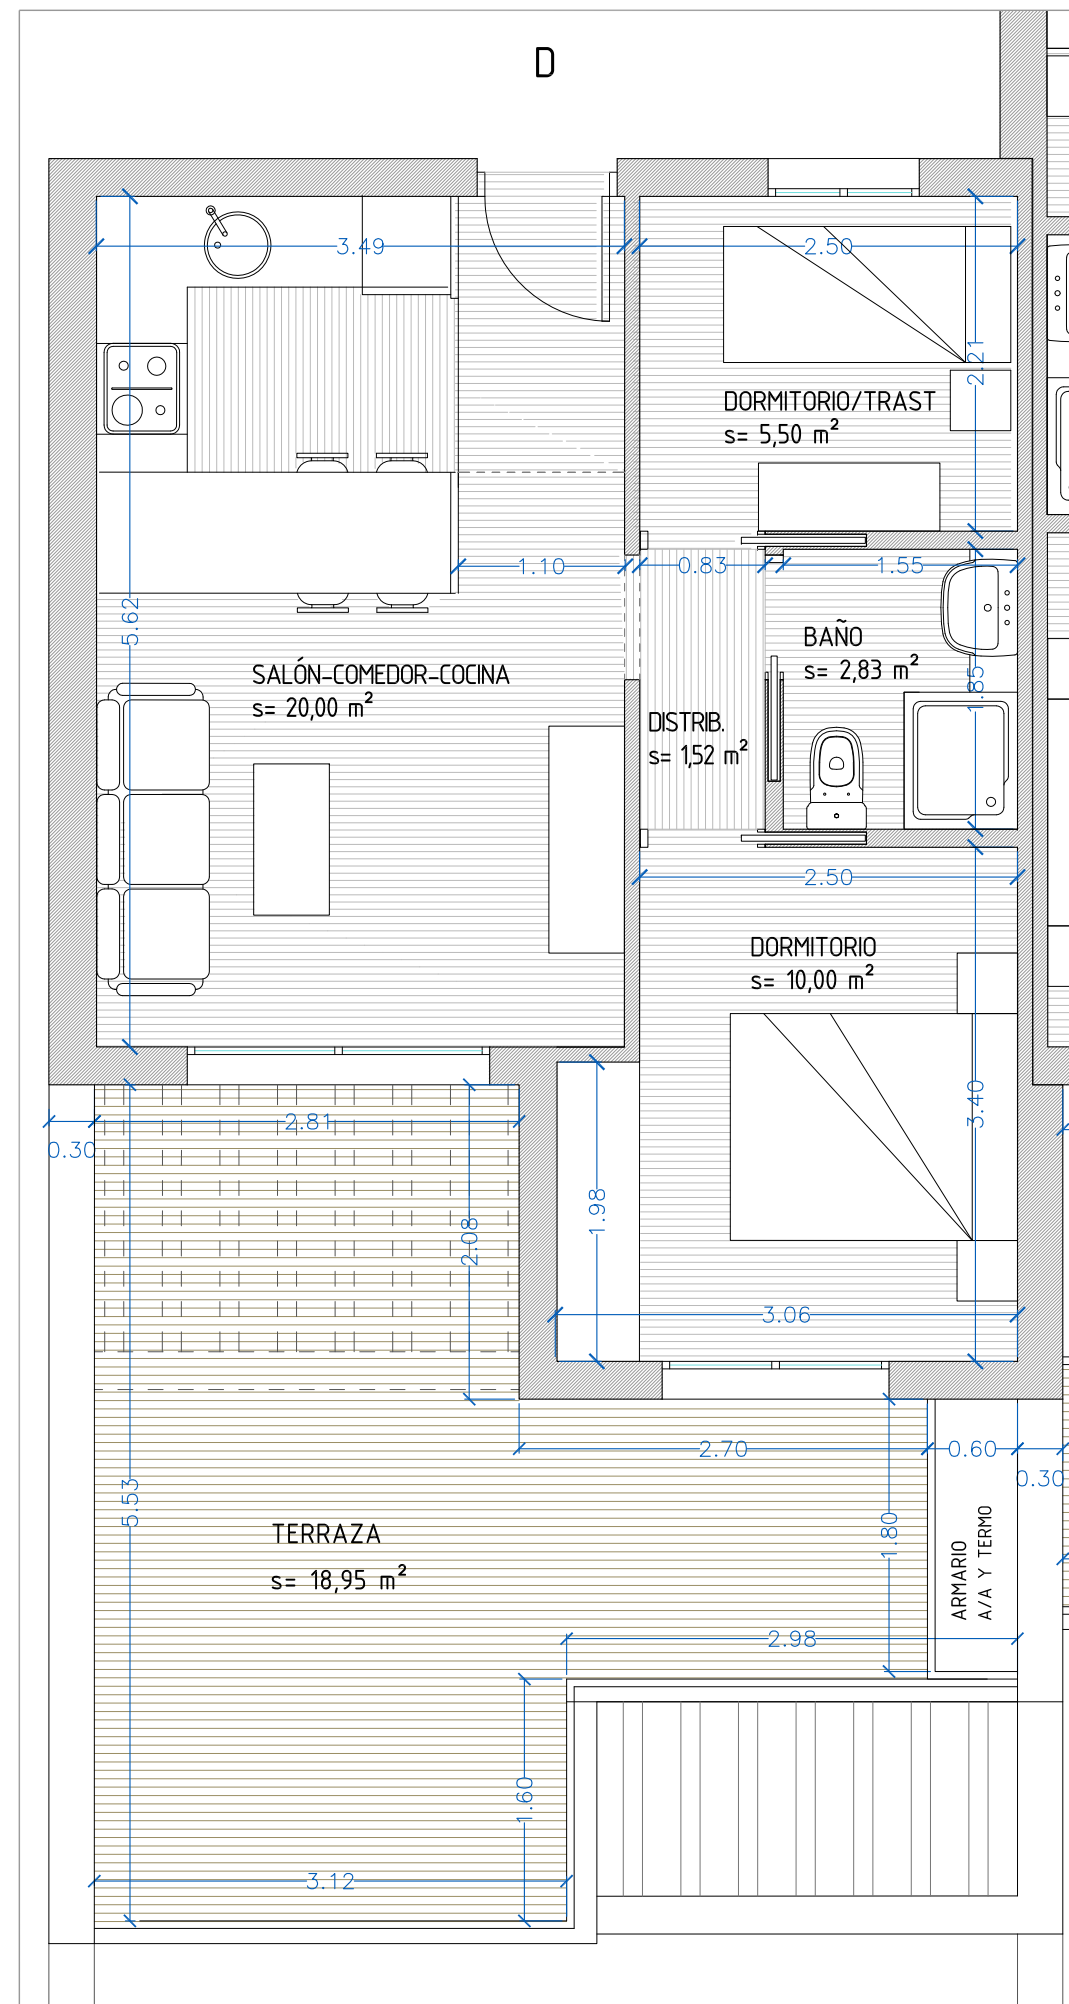 D
3.49
2.50
2.21
DORMITORIO/TRAST
s= 5,50 m²
1.10
0.83
1.55
5.62
BAÑO
s= 2,83 m²
1.85
SALÓN-COMEDOR-COCINA
s= 20,00 m²
DISTRIB.
s= 1,52 m²
2.50
DORMITORIO
s= 10,00 m²
3.40
2.81
0.30
1.98
2.08
3.06
2.70
0.60
0.30
5.53
1.80
TERRAZA
s= 18,95 m²
ARMARIO
A/A Y TERMO
2.98
1.60
3.12